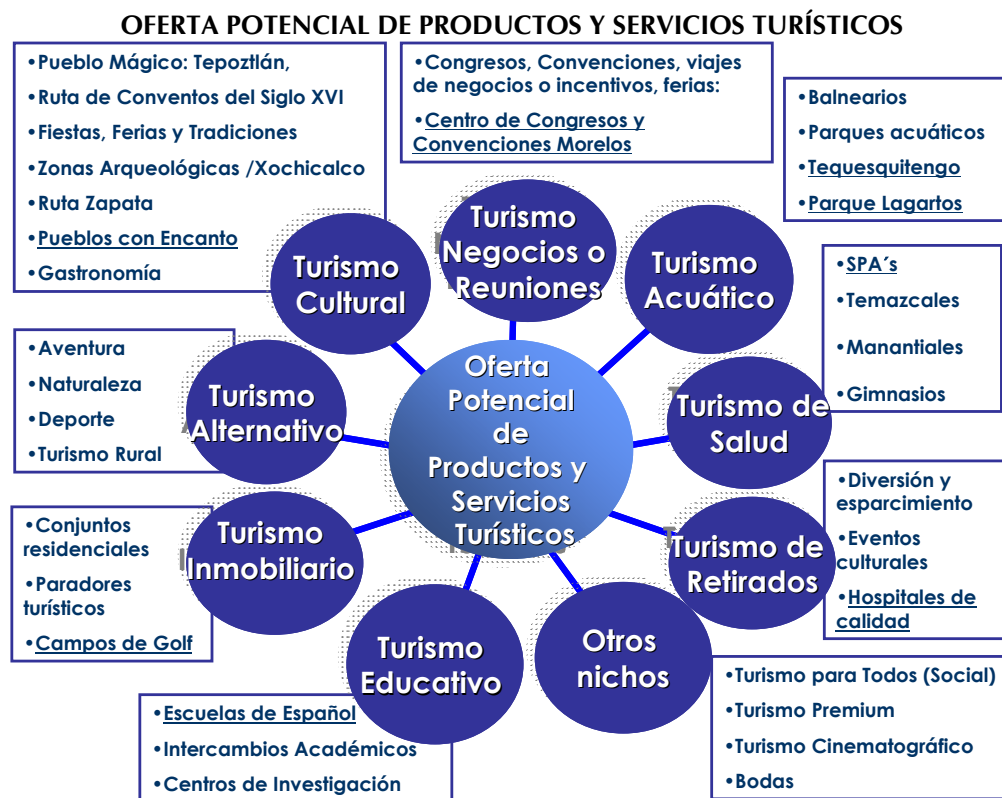 OFERTA POTENCIAL DE PRODUCTOS Y SERVICIOS TURÍSTICOS
•Pueblo Mágico: Tepoztlán,
•Ruta de Conventos del Siglo XVI
•Fiestas, Ferias y Tradiciones
•Zonas Arqueológicas /Xochicalco
•Ruta Zapata
•Pueblos con Encanto
•Gastronomía
•Congresos, Convenciones, viajes
de negocios o incentivos, ferias:
•Centro de Congresos y
Convenciones Morelos
•Balnearios
•Parques acuáticos
•Tequesquitengo
•Parque Lagartos
Turismo
Cultural
Turismo
Negocios o
Reuniones
Turismo
Acuático
•SPA´s
•Temazcales
•Manantiales
•Gimnasios
•Aventura
•Naturaleza
•Deporte
•Turismo Rural
Turismo
Alternativo
Oferta
Potencial
de
Productos y
Servicios
Turísticos
Turismo de
Salud
•Conjuntos
residenciales
•Paradores
turísticos
•Campos de Golf
Turismo
Inmobiliario
Turismo de
Retirados
•Diversión y
esparcimiento
•Eventos
culturales
•Hospitales de
calidad
Turismo
Educativo
Otros
nichos
•Escuelas de Español
•Intercambios Académicos
•Centros de Investigación
•Turismo para Todos (Social)
•Turismo Premium
•Turismo Cinematográfico
•Bodas